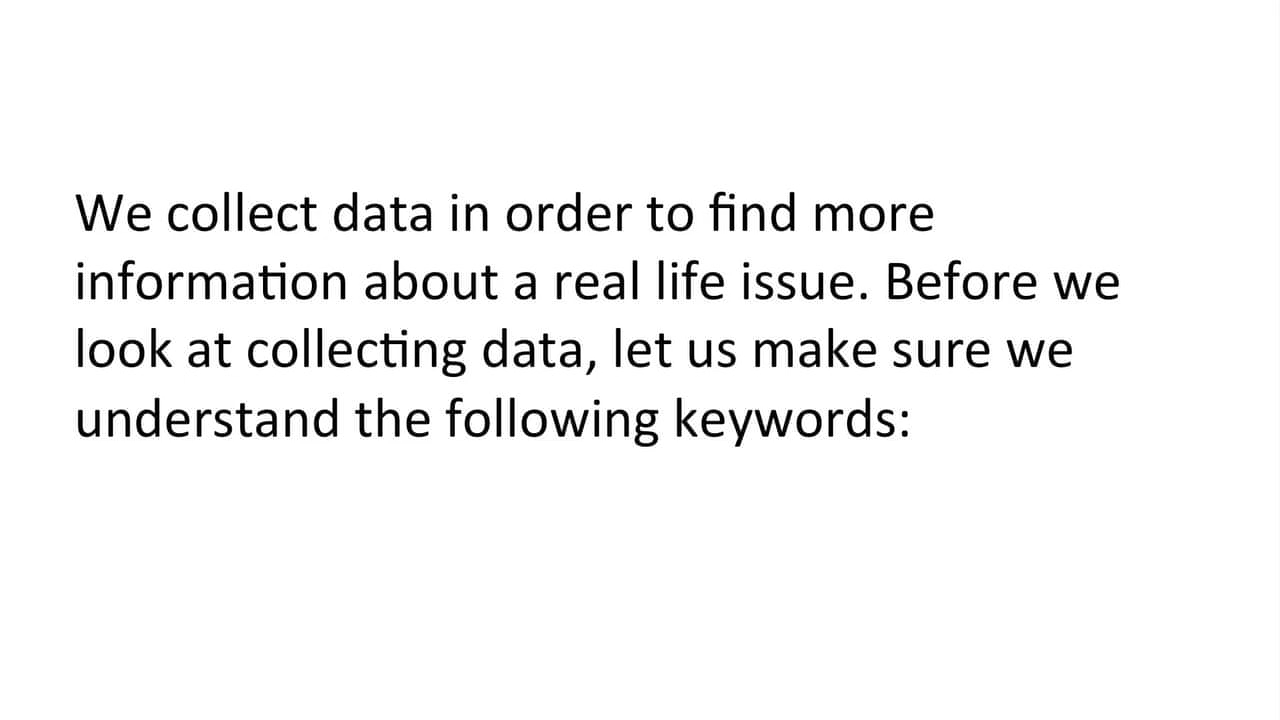 We collect data in order to find more
information about a real life issue. Before we
look at collecting data, let us make sure we
understand the following keywords: